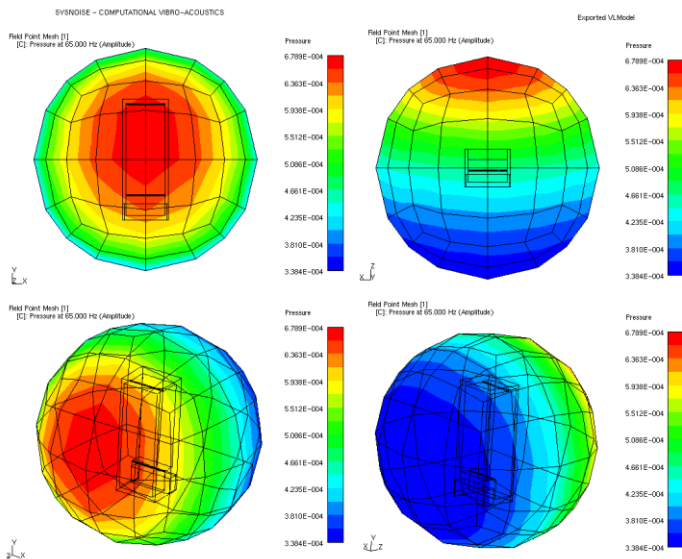 SYSNOISE - COMPUTATIONAL VIBRO-ACOUSTICS
Exported VLModel
Field Point Mesh [1]
[C]: Pressure at 65.000 Hz (Amplitude)
Pressure
6.789E-004
6.363E-004
5.938E-004
5.512E-004
5.086E-004
4.661E-004
4.235E-004
3.810E-004
3.384E-004
Y
Z X
Field Point Mesh [1]
[C]: Pressure at 65.000 Hz (Amplitude)
Pressure
6.789E-004
6.363E-004
5.938E-004
5.512E-004
5.086E-004
4.661E-004
4.235E-004
3.810E-004
3.384E-004
Z
X Y
Field Point Mesh [1]
[C]: Pressure at 65.000 Hz (Amplitude)
Pressure
6.789E-004
6.363E-004
5.938E-004
5.512E-004
5.086E-004
4.661E-004
4.235E-004
3.810E-004
3.384E-004
Y
Z X
Field Point Mesh [1]
[C]: Pressure at 65.000 Hz (Amplitude)
Pressure
6.789E-004
6.363E-004
5.938E-004
5.512E-004
5.086E-004
4.661E-004
4.235E-004
3.810E-004
3.384E-004
Y
X Z